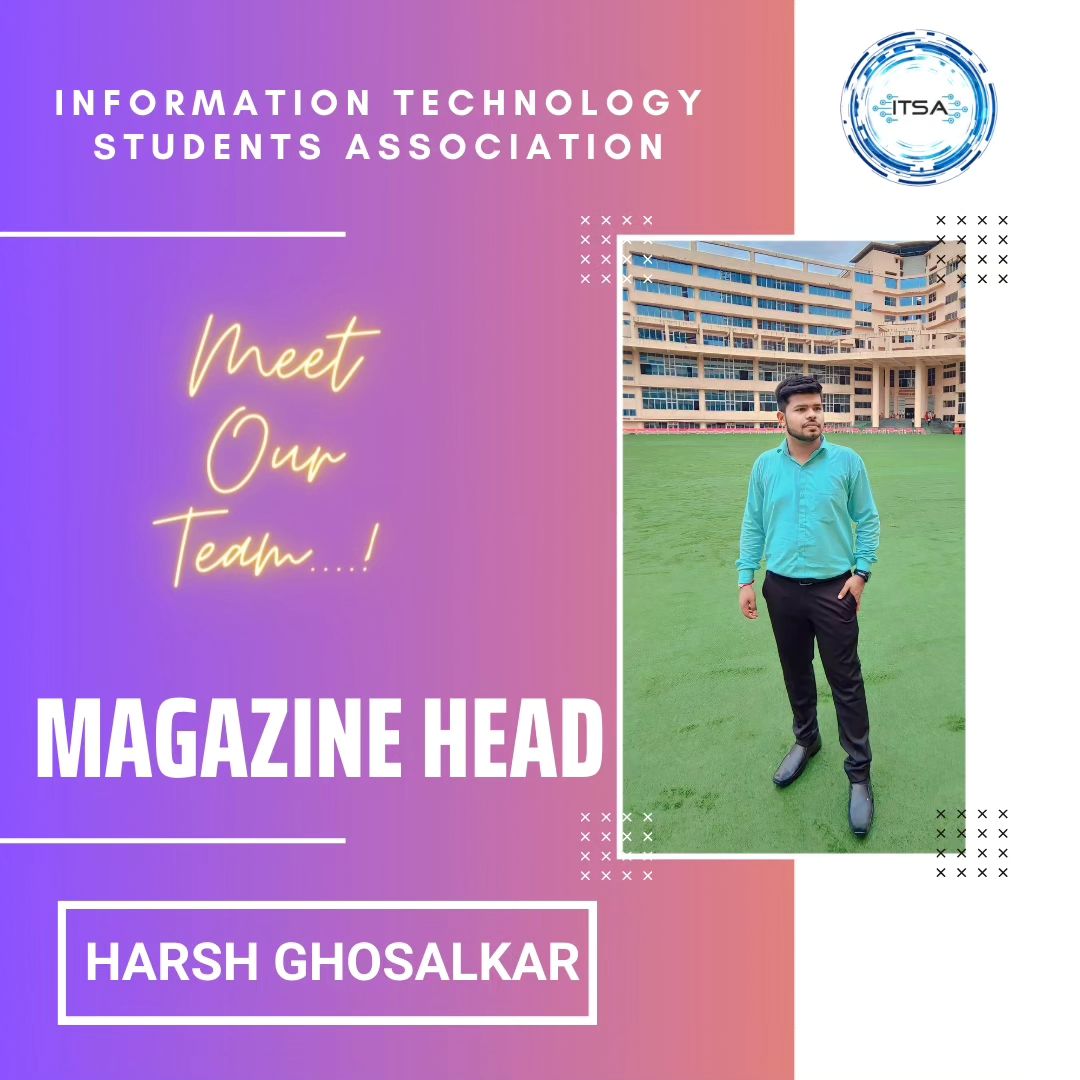 INFORMATION TECHNOLOGY
STUDENTS ASSOCIATION
ITSA
Meet
Our
Team....!
MAGAZINE HEAD
HARSH GHOSALKAR